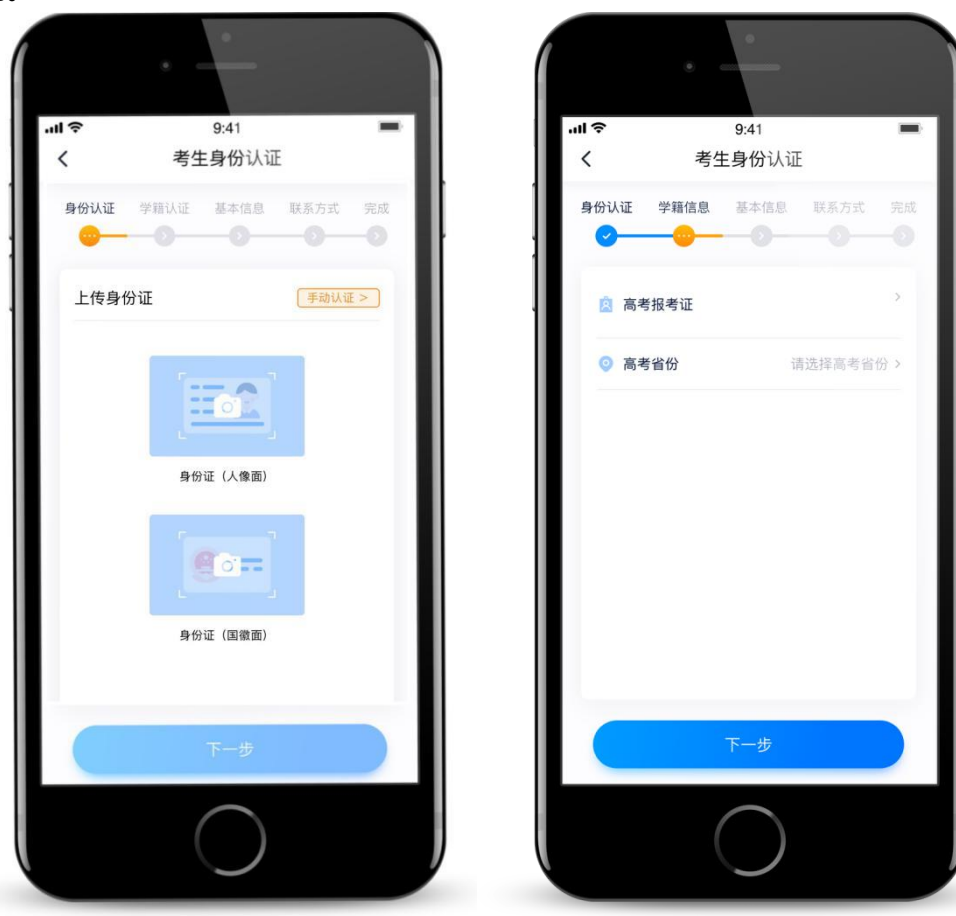 9:41
考生身份认证
身份认证 学籍认证 基本信息 联系方式 完成
上传身份证 手动认证 >
身份证（人像面）
身份证（国徽面）
下一步
9:41
考生身份认证
身份认证 学籍信息 基本信息 联系方式 完成
高考报考证
高考省份 请选择高考省份
下一步